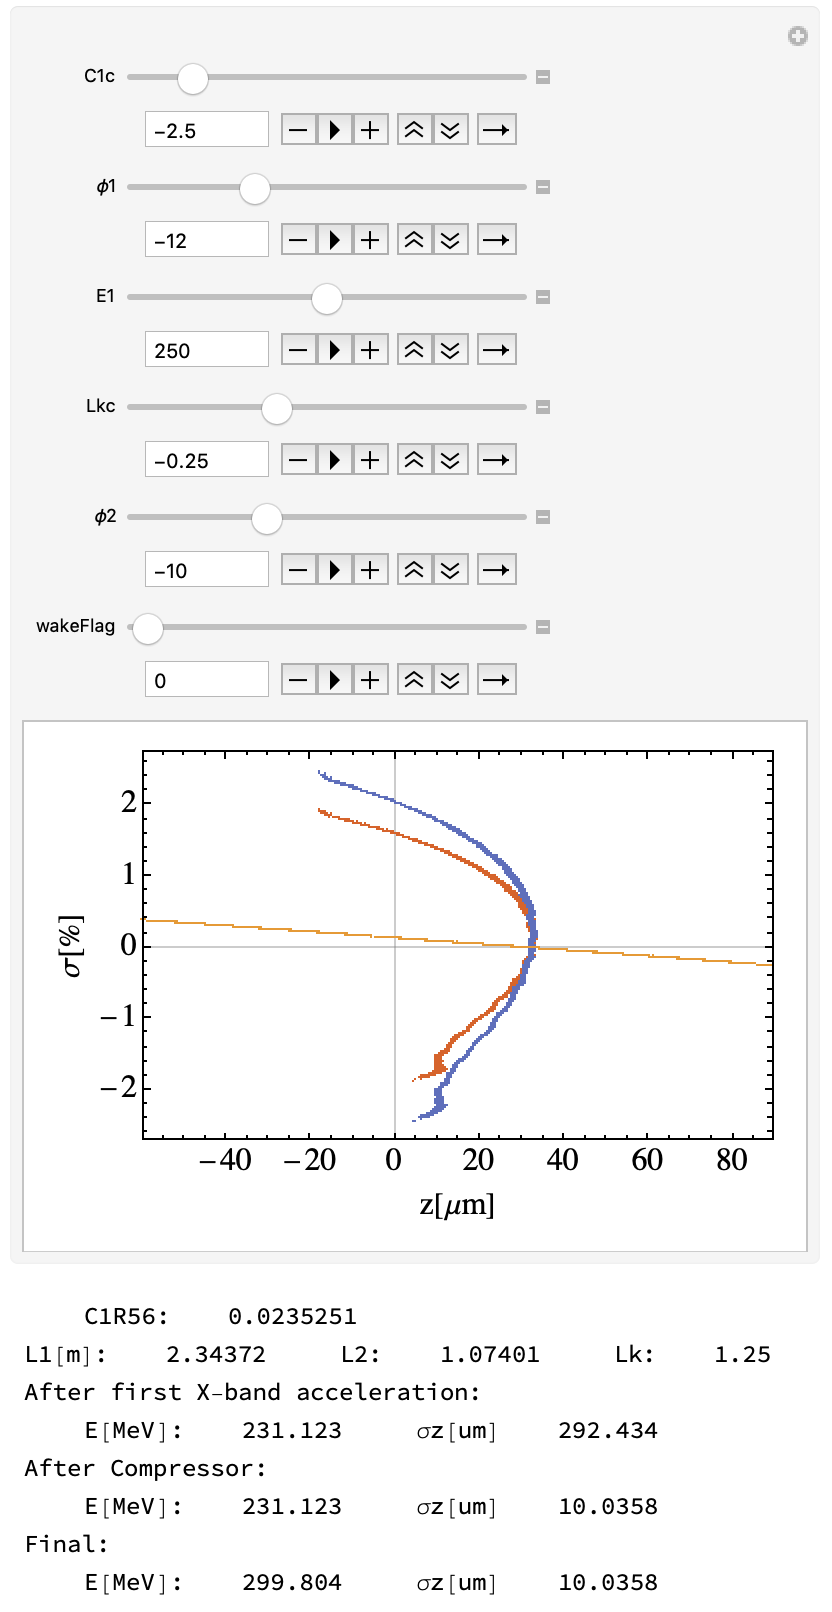 C1c
−2.5
ϕ1
−12
E1
250
Lkc
−0.25
ϕ2
−10
wakeFlag
0
2
1
0
−1
−2
σ[%]
−40 −20 0 20 40 60 80
z[μm]
C1R56: 0.0235251
L1[m]: 2.34372 L2: 1.07401 Lk: 1.25
After first X-band acceleration:
E[MeV]: 231.123 σz[um] 292.434
After Compressor:
E[MeV]: 231.123 σz[um] 10.0358
Final:
E[MeV]: 299.804 σz[um] 10.0358